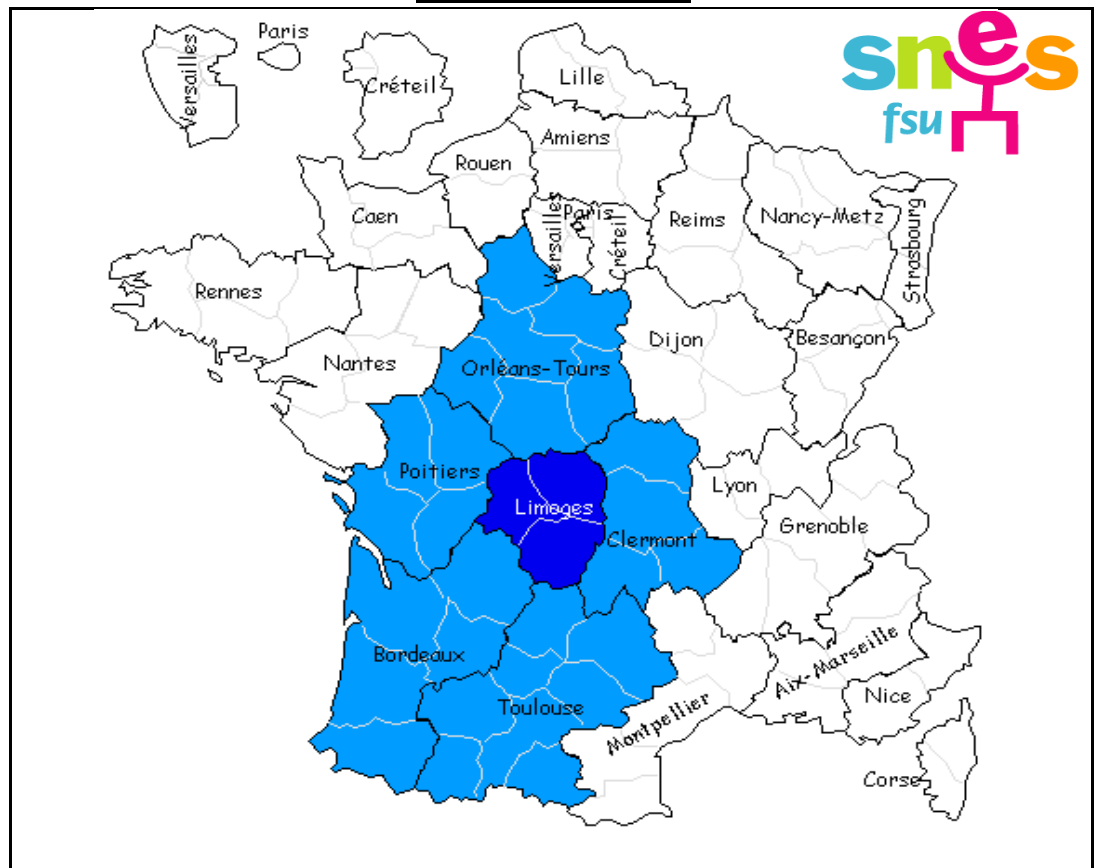 Versailles
Paris
Créteil
snes
fsu
Lille
Amiens
Rouen
Caen
Versailles
Paris
Créteil
Reims
Nancy-Metz
Strasbourg
Rennes
Nantes
Orléans-Tours
Dijon
Besançon
Poitiers
Limoges
Clermont
Lyon
Grenoble
Bordeaux
Toulouse
Montpellier
Aix-Marseille
Nice
Corse